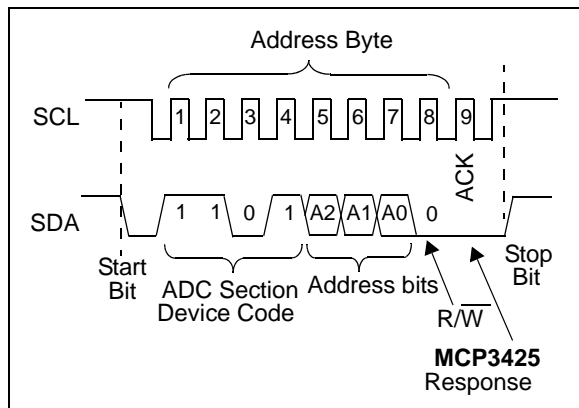 Address Byte
SCL 1 2 3 4 5 6 7 8 9
ACK
SDA 1 1 0 1 A2 A1 A0 0
Start
Bit
ADC Section
Device Code
Address bits
Stop
Bit
R/W̅
MCP3425
Response